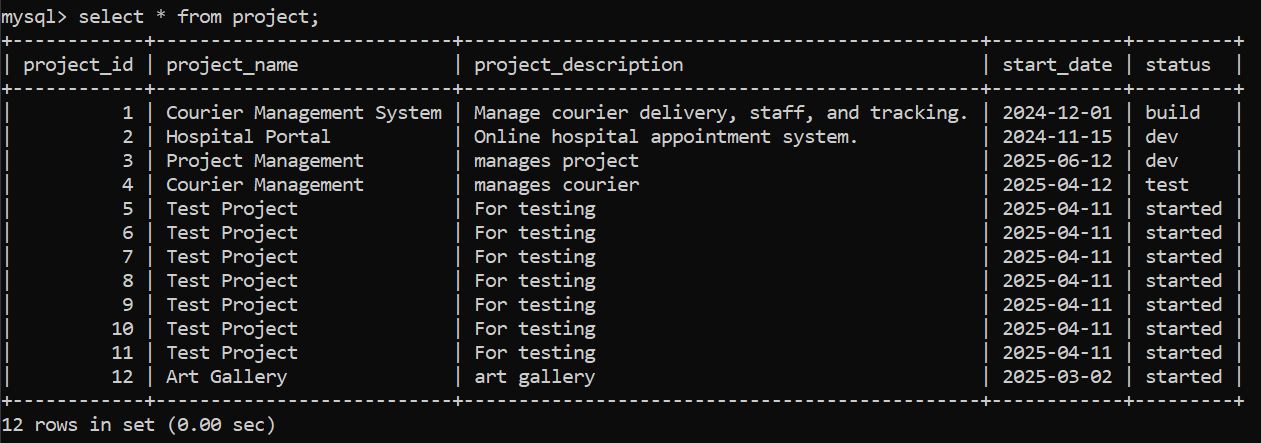 mysql> select * from project;
+------------+---------------------------+------------------------------------------------+------------+---------+
| project_id | project_name              | project_description                            | start_date | status  |
+------------+---------------------------+------------------------------------------------+------------+---------+
|          1 | Courier Management System | Manage courier delivery, staff, and tracking. | 2024-12-01 | build   |
|          2 | Hospital Portal           | Online hospital appointment system.            | 2024-11-15 | dev     |
|          3 | Project Management        | manages project                                | 2025-06-12 | dev     |
|          4 | Courier Management        | manages courier                                | 2025-04-12 | test    |
|          5 | Test Project              | For testing                                    | 2025-04-11 | started |
|          6 | Test Project              | For testing                                    | 2025-04-11 | started |
|          7 | Test Project              | For testing                                    | 2025-04-11 | started |
|          8 | Test Project              | For testing                                    | 2025-04-11 | started |
|          9 | Test Project              | For testing                                    | 2025-04-11 | started |
|         10 | Test Project              | For testing                                    | 2025-04-11 | started |
|         11 | Test Project              | For testing                                    | 2025-04-11 | started |
|         12 | Art Gallery               | art gallery                                    | 2025-03-02 | started |
+------------+---------------------------+------------------------------------------------+------------+---------+
12 rows in set (0.00 sec)